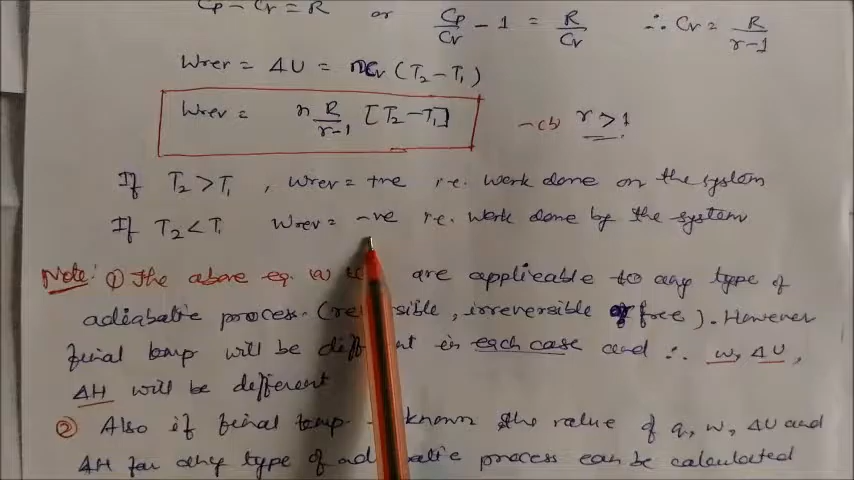 Cp - Cv = R or Cp/Cv - 1 = R/Cv ∴ Cv = R/r-1
Wrev = ΔU = nCv (T2 - T1)
Wrev = n R/r-1 [T2 - T1] -(b) r > 1
If T2 > T1 , Wrev = +ve i.e. work done on the system
If T2 < T1 Wrev = -ve i.e. work done by the system
Note: ① The above eq. (a) are applicable to any type of
adiabatic process. (reversible, irreversible or free). However
final temp will be different in each case and ∴ w, ΔU,
ΔH will be different
② Also if final temp. known the value of q, w, ΔU and
ΔH for any type of adiabatic process can be calculated